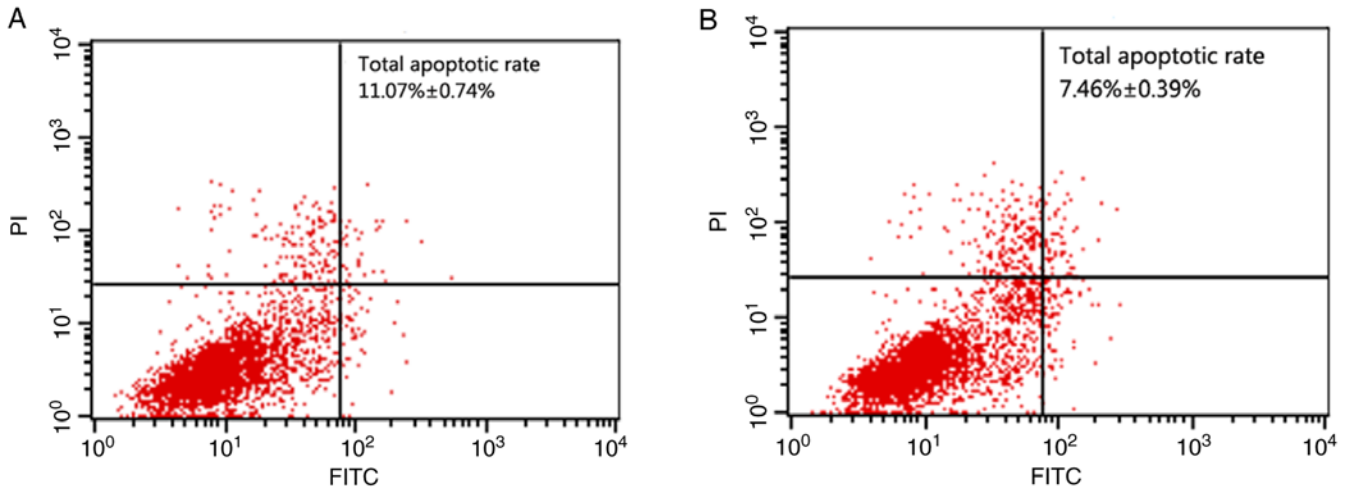 A
Total apoptotic rate
11.07%±0.74%
10⁴
10³
10²
10¹
10⁰
PI
10⁰ 10¹ 10² 10³ 10⁴
FITC
B
Total apoptotic rate
7.46%±0.39%
10⁴
10³
10²
10¹
10⁰
PI
10⁰ 10¹ 10² 10³ 10⁴
FITC